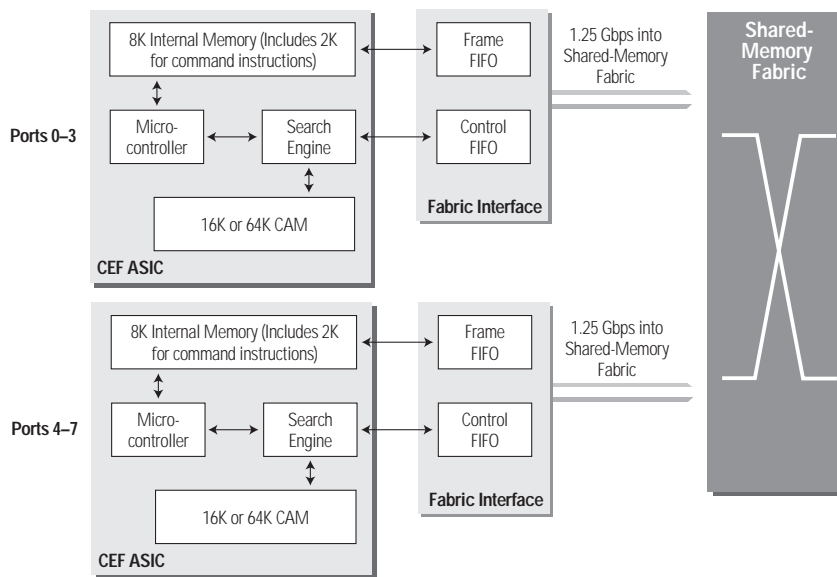 8K Internal Memory (Includes 2K
for command instructions)
Frame
FIFO
1.25 Gbps into
Shared-Memory
Fabric
Shared-
Memory
Fabric
Ports 0–3
Micro-
controller
Search
Engine
Control
FIFO
16K or 64K CAM
Fabric Interface
CEF ASIC
8K Internal Memory (Includes 2K
for command instructions)
Frame
FIFO
1.25 Gbps into
Shared-Memory
Fabric
Ports 4–7
Micro-
controller
Search
Engine
Control
FIFO
16K or 64K CAM
Fabric Interface
CEF ASIC